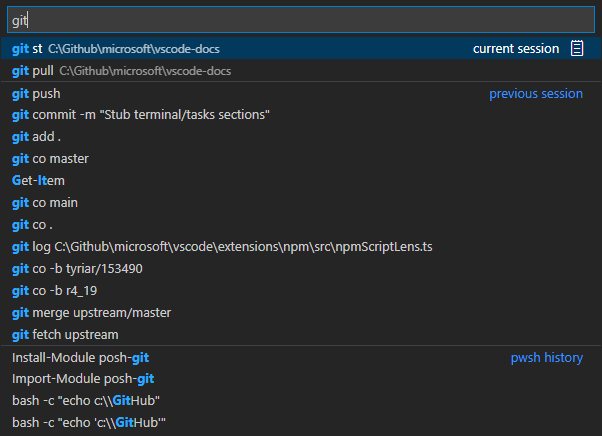 git
git st C:\Github\microsoft\vscode-docs current session
git pull C:\Github\microsoft\vscode-docs
git push previous session
git commit -m "Stub terminal/tasks sections"
git add .
git co master
Get-Item
git co main
git co .
git log C:\Github\microsoft\vscode\extensions\npm\src\npmScriptLens.ts
git co -b tyriar/153490
git co -b r4_19
git merge upstream/master
git fetch upstream
Install-Module posh-git pwsh history
Import-Module posh-git
bash -c "echo c:\\GitHub"
bash -c "echo 'c:\\GitHub'"